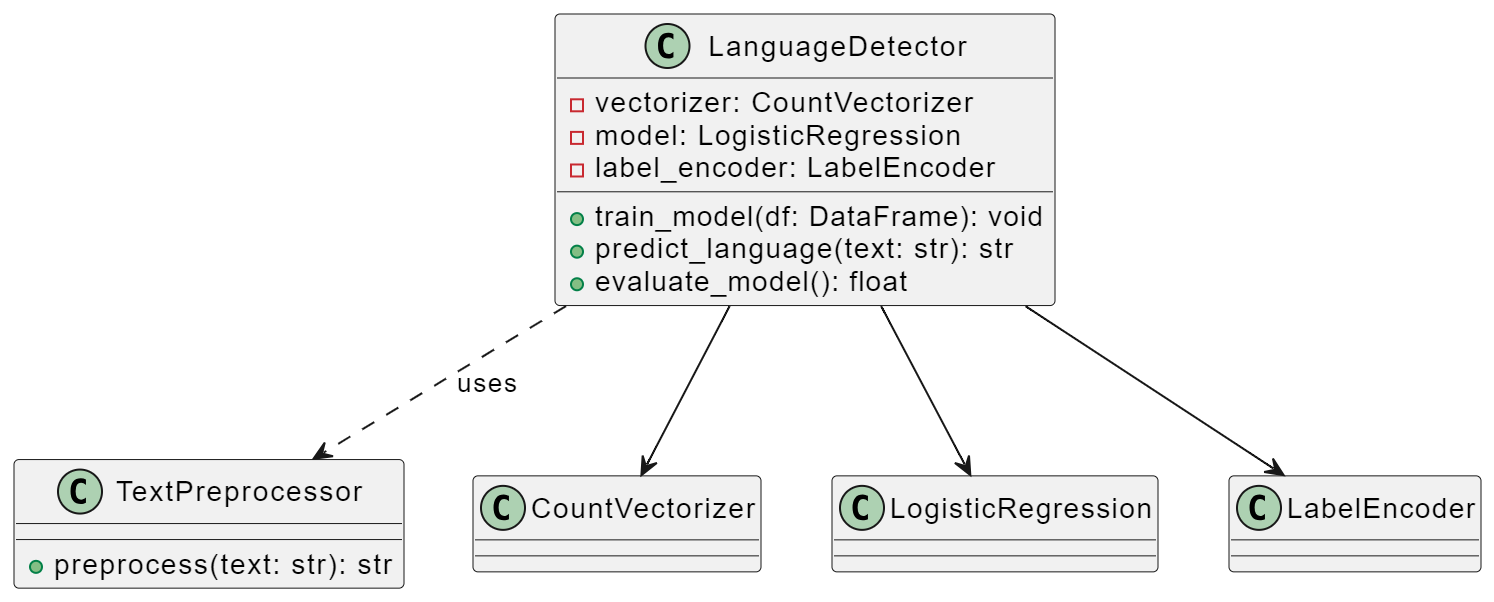 C LanguageDetector
vectorizer: CountVectorizer
model: LogisticRegression
label_encoder: LabelEncoder
train_model(df: DataFrame): void
predict_language(text: str): str
evaluate_model(): float
uses
C TextPreprocessor
preprocess(text: str): str
C CountVectorizer
C LogisticRegression
C LabelEncoder